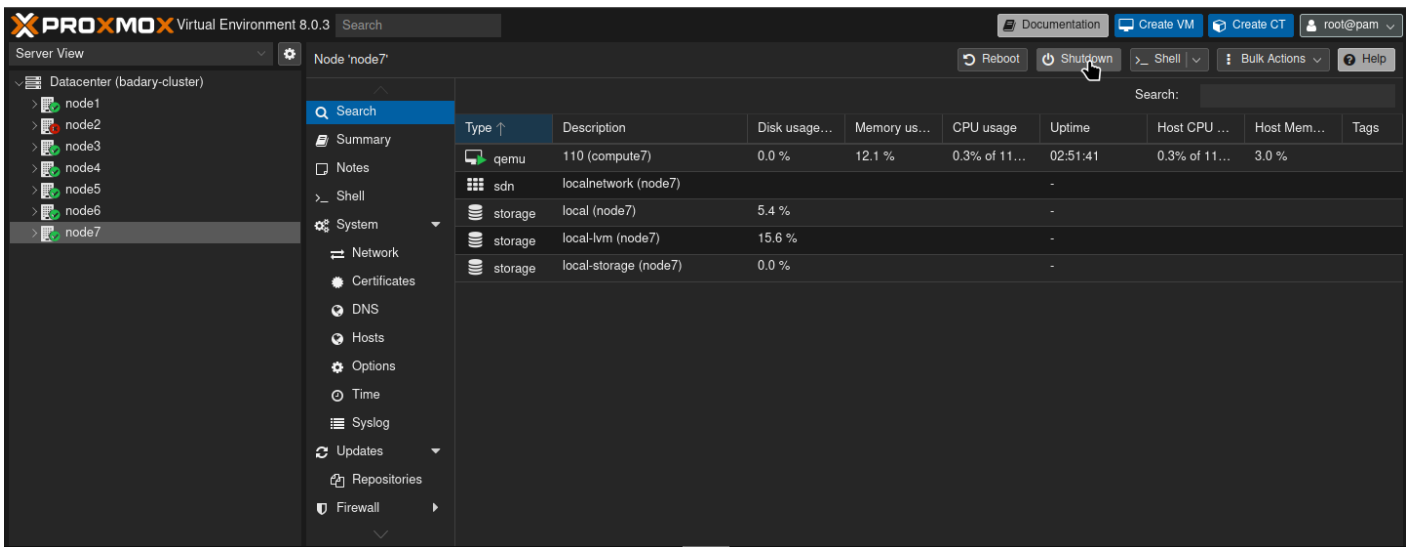 PROXMOX Virtual Environment 8.0.3 Search Documentation Create VM Create CT root@pam
Server View
Node 'node7' Reboot Shutdown Shell Bulk Actions Help
Datacenter (badary-cluster)
node1
node2
node3
node4
node5
node6
node7
Search
Summary
Notes
Shell
System
Network
Certificates
DNS
Hosts
Options
Time
Syslog
Updates
Repositories
Firewall
Search:
Type Description Disk usage... Memory us... CPU usage Uptime Host CPU ... Host Mem... Tags
qemu 110 (compute7) 0.0 % 12.1 % 0.3% of 11... 02:51:41 0.3% of 11... 3.0 %
sdn localnetwork (node7) -
storage local (node7) 5.4 % -
storage local-lvm (node7) 15.6 % -
storage local-storage (node7) 0.0 % -